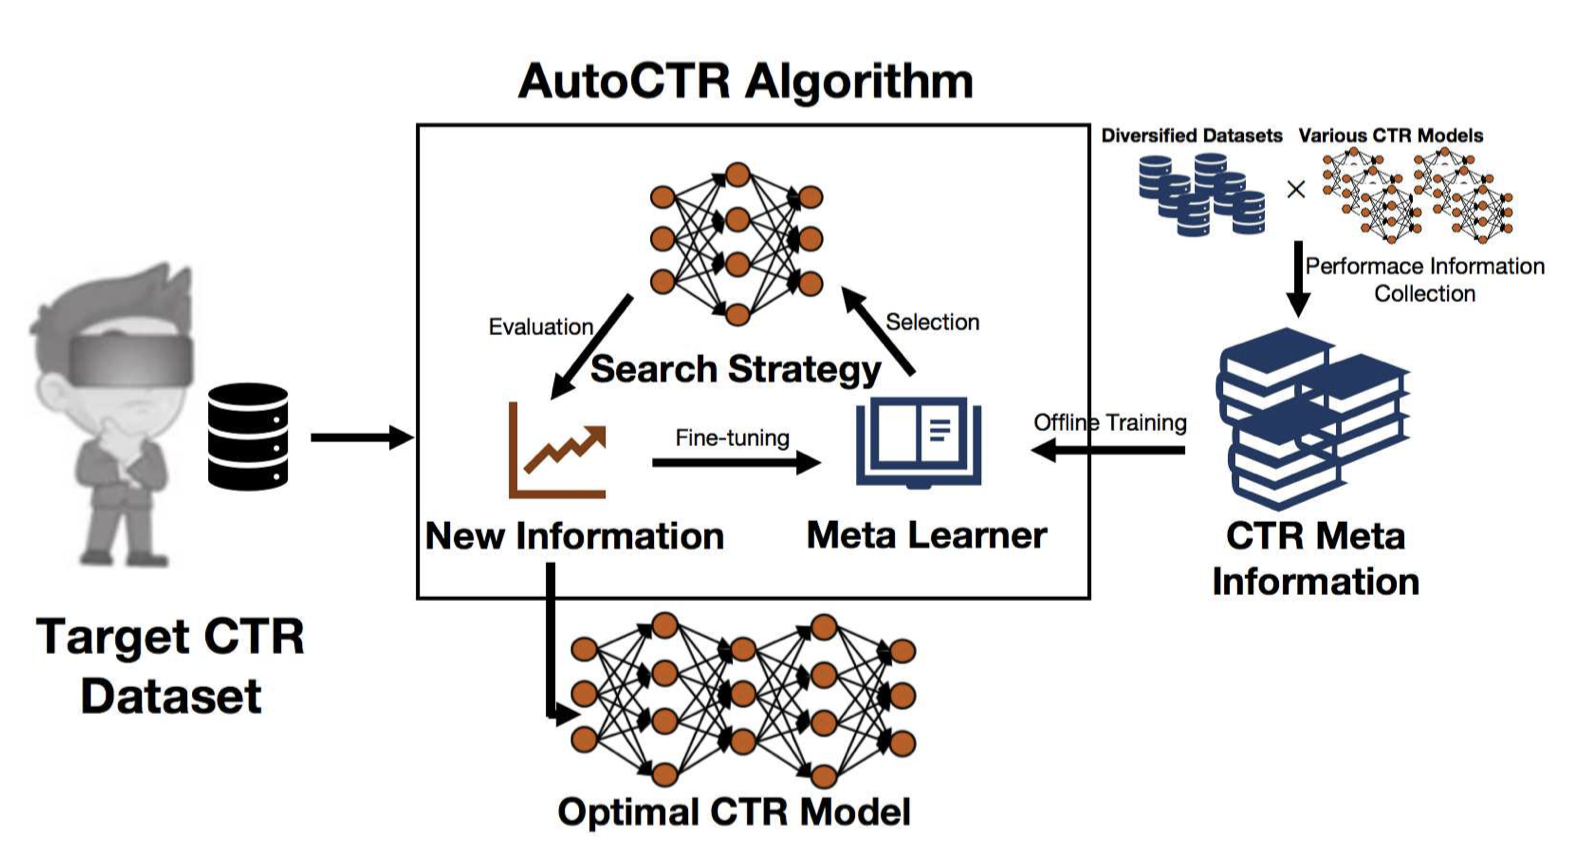 AutoCTR Algorithm
Diversified Datasets
Various CTR Models
Performace Information
Collection
Evaluation
Selection
Search Strategy
Fine-tuning
Offline Training
New Information
Meta Learner
CTR Meta
Information
Target CTR
Dataset
Optimal CTR Model